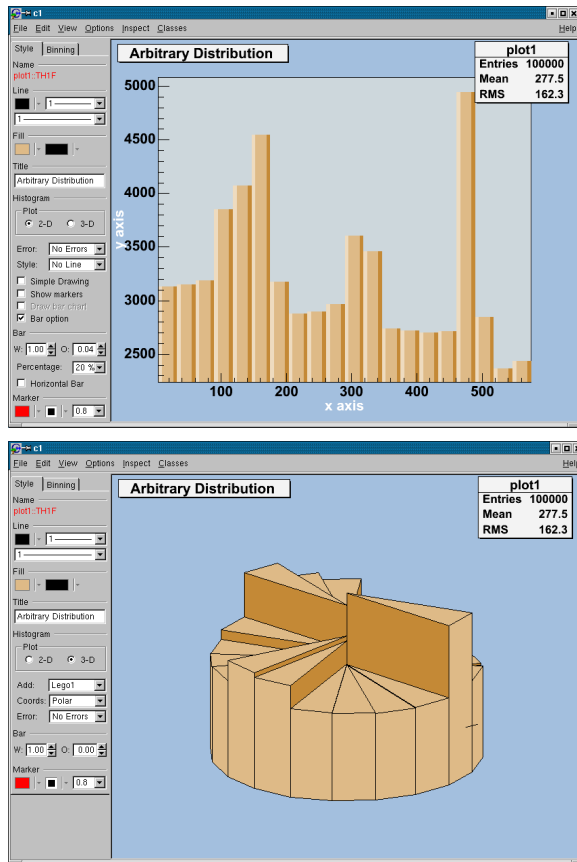 c1
File Edit View Options Inspect Classes Help
Style Binning
Name
plot1::TH1F
Line
1
1
Fill
Title
Arbitrary Distribution
Histogram
Plot
2-D 3-D
Error: No Errors
Style: No Line
Simple Drawing
Show markers
Draw bar chart
Bar option
Bar
W: 1.00 O: 0.04
Percentage: 20 %
Horizontal Bar
Marker
0.8
Arbitrary Distribution
plot1
Entries 100000
Mean 277.5
RMS 162.3
5000
4500
4000
3500
3000
2500
y axis
100 200 300 400 500
x axis
c1
File Edit View Options Inspect Classes Help
Style Binning
Name
plot1::TH1F
Line
1
1
Fill
Title
Arbitrary Distribution
Histogram
Plot
2-D 3-D
Add: Lego1
Coords: Polar
Error: No Errors
Bar
W: 1.00 O: 0.00
Marker
0.8
Arbitrary Distribution
plot1
Entries 100000
Mean 277.5
RMS 162.3